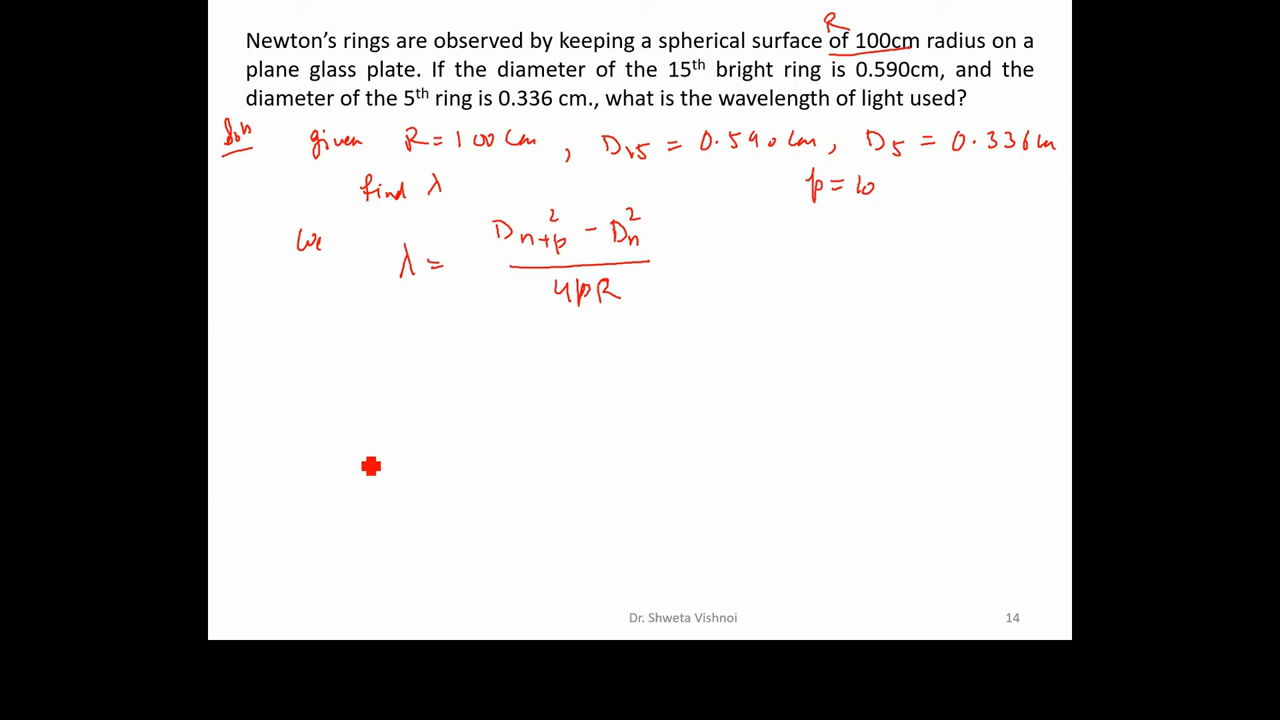 R
Newton's rings are observed by keeping a spherical surface of 100cm radius on a
plane glass plate. If the diameter of the 15th bright ring is 0.590cm, and the
diameter of the 5th ring is 0.336 cm., what is the wavelength of light used?
Soln given R = 100 cm , D15 = 0.590 cm , D5 = 0.336 cm
find λ p = 10
we λ = Dn+p² - Dn²
4pR
Dr. Shweta Vishnoi 14